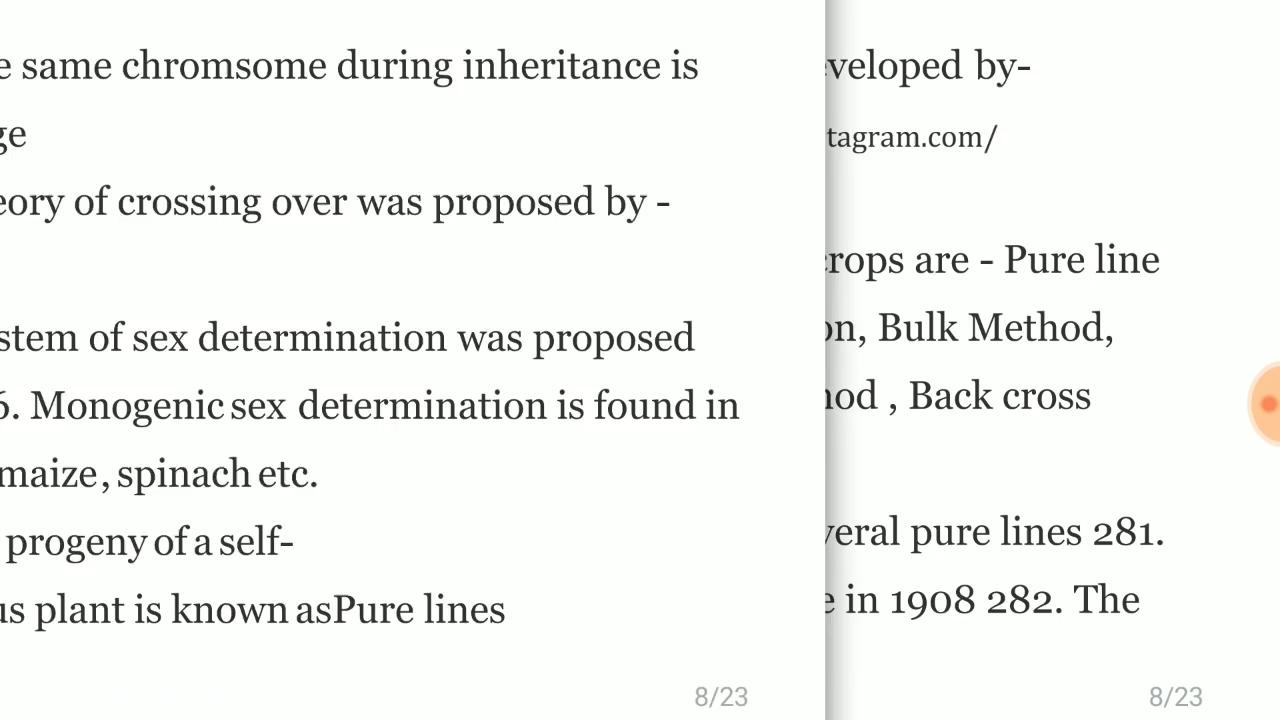 e same chromsome during inheritance is
ge
eory of crossing over was proposed by -
stem of sex determination was proposed
6. Monogenic sex determination is found in
maize, spinach etc.
progeny of a self-
us plant is known asPure lines
8/23
veloped by-
tagram.com/
crops are - Pure line
on, Bulk Method,
hod , Back cross
veral pure lines 281.
e in 1908 282. The
8/23